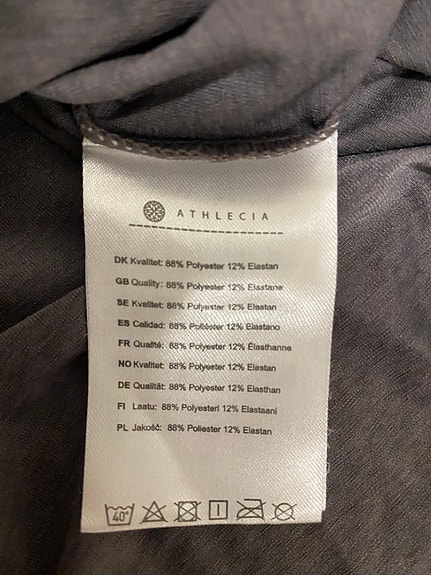 ATHLECIA
DK Kvalitet: 88% Polyester 12% Elastan
GB Quality: 88% Polyester 12% Elastane
SE Kvalitet: 88% Polyester 12% Elastan
ES Calidad: 88% Poliéster 12% Elastano
FR Qualité: 88% Polyester 12% Élasthanne
NO Kvalitet: 88% Polyester 12% Elastan
DE Qualität: 88% Polyester 12% Elasthan
FI Laatu: 88% Polyesteri 12% Elastaani
PL Jakość: 88% Poliester 12% Elastan
40°